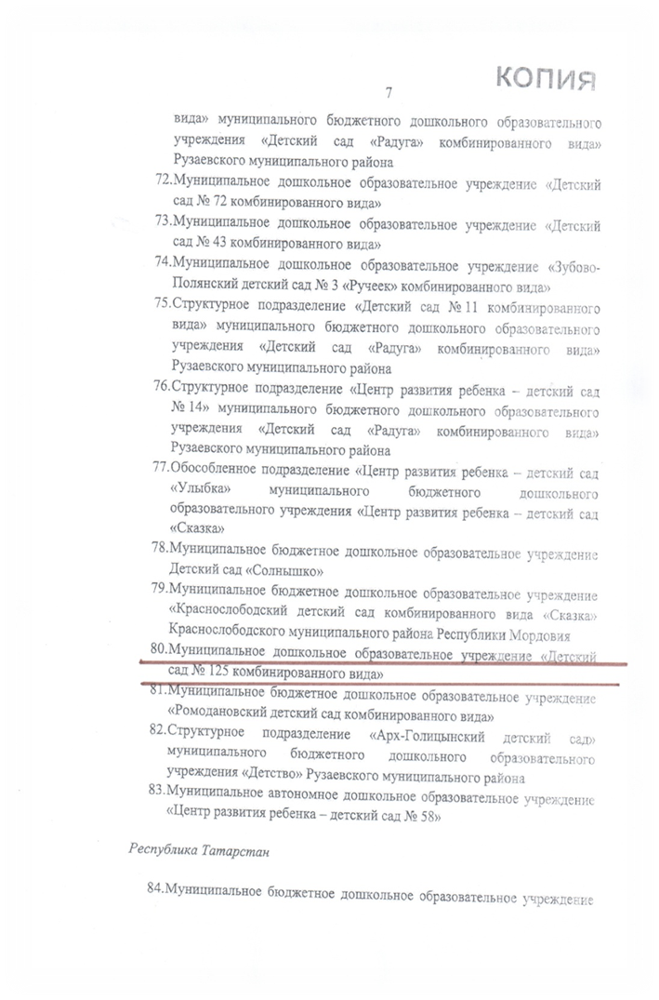 КОПИЯ
7
вида» муниципального бюджетного дошкольного образовательного
учреждения «Детский сад «Радуга» комбинированного вида»
Рузаевского муниципального района
72.Муниципальное дошкольное образовательное учреждение «Детский
сад № 72 комбинированного вида»
73.Муниципальное дошкольное образовательное учреждение «Детский
сад № 43 комбинированного вида»
74.Муниципальное дошкольное образовательное учреждение «Зубово-
Полянский детский сад № 3 «Ручеек» комбинированного вида»
75.Структурное подразделение «Детский сад №11 комбинированного
вида» муниципального бюджетного дошкольного образовательного
учреждения «Детский сад «Радуга» комбинированного вида»
Рузаевского муниципального района
76.Структурное подразделение «Центр развития ребенка – детский сад
№14» муниципального бюджетного дошкольного образовательного
учреждения «Детский сад «Радуга» комбинированного вида»
Рузаевского муниципального района
77.Обособленное подразделение «Центр развития ребенка – детский сад
«Улыбка» муниципального бюджетного дошкольного
образовательного учреждения «Центр развития ребенка – детский сад
«Сказка»
78.Муниципальное бюджетное дошкольное образовательное учреждение
Детский сад «Солнышко»
79.Муниципальное бюджетное дошкольное образовательное учреждение
«Краснослободский детский сад комбинированного вида «Сказка»
Краснослободского муниципального района Республики Мордовия
80.Муниципальное дошкольное образовательное учреждение «Детский
сад № 125 комбинированного вида»
81.Муниципальное бюджетное дошкольное образовательное учреждение
«Ромодановский детский сад комбинированного вида»
82.Структурное подразделение «Арх-Голицынский детский сад»
муниципального бюджетного дошкольного образовательного
учреждения «Детство» Рузаевского муниципального района
83.Муниципальное автономное дошкольное образовательное учреждение
«Центр развития ребенка – детский сад № 58»
Республика Татарстан
84.Муниципальное бюджетное дошкольное образовательное учреждение